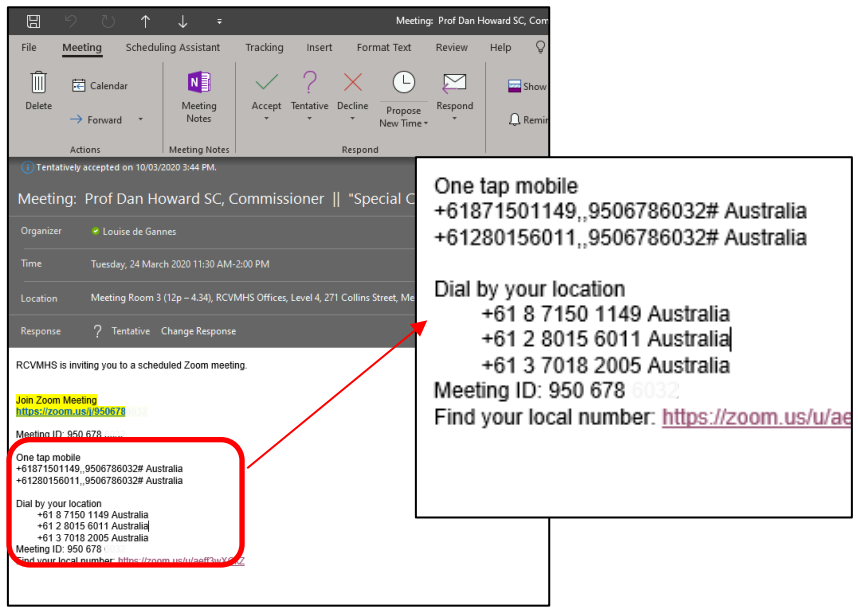 Meeting: Prof Dan Howard SC, Com
File Meeting Scheduling Assistant Tracking Insert Format Text Review Help
Delete
Calendar
Forward
Actions
Meeting Notes
Meeting Notes
Accept Tentative Decline
Propose New Time
Respond
Respond
Show
Remin
Tentatively accepted on 10/03/2020 3:44 PM.
Meeting: Prof Dan Howard SC, Commissioner || "Special C
Organizer Louise de Gannes
Time Tuesday, 24 March 2020 11:30 AM-2:00 PM
Location Meeting Room 3 (12p – 4.34), RCVMHS Offices, Level 4, 271 Collins Street, Me
Response ? Tentative Change Response
RCVMHS is inviting you to a scheduled Zoom meeting.
Join Zoom Meeting
https://zoom.us/j/950678
Meeting ID: 950 678
One tap mobile
+61871501149,,9506786032# Australia
+61280156011,,9506786032# Australia
Dial by your location
+61 8 7150 1149 Australia
+61 2 8015 6011 Australia
+61 3 7018 2005 Australia
Meeting ID: 950 678
Find your local number:
One tap mobile
+61871501149,,9506786032# Australia
+61280156011,,9506786032# Australia
Dial by your location
+61 8 7150 1149 Australia
+61 2 8015 6011 Australia
+61 3 7018 2005 Australia
Meeting ID: 950 678 6032
Find your local number: https://zoom.us/u/ae